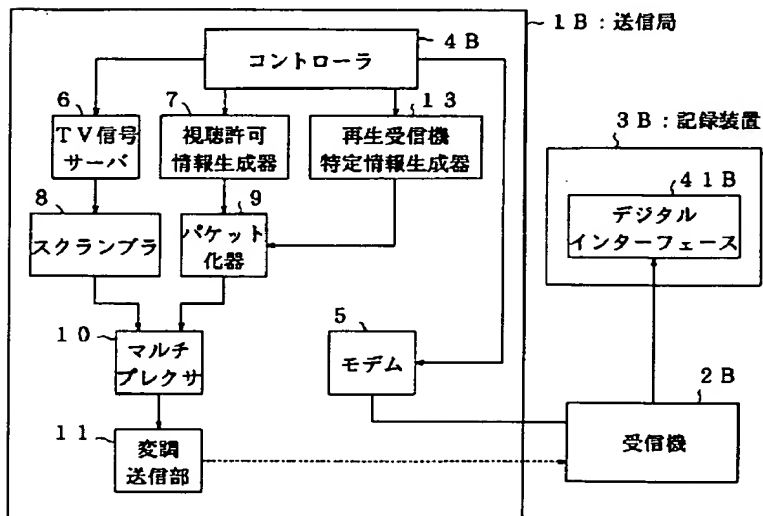 1B:送信局
4B
コントローラ
6
TV信号
サーバ
7
視聴許可
情報生成器
13
再生受信機
特定情報生成器
3B:記録装置
41B
デジタル
インターフェース
8
スクランブラ
9
パケット
化器
10
マルチ
プレクサ
5
モデム
2B
受信機
11
変調
送信部